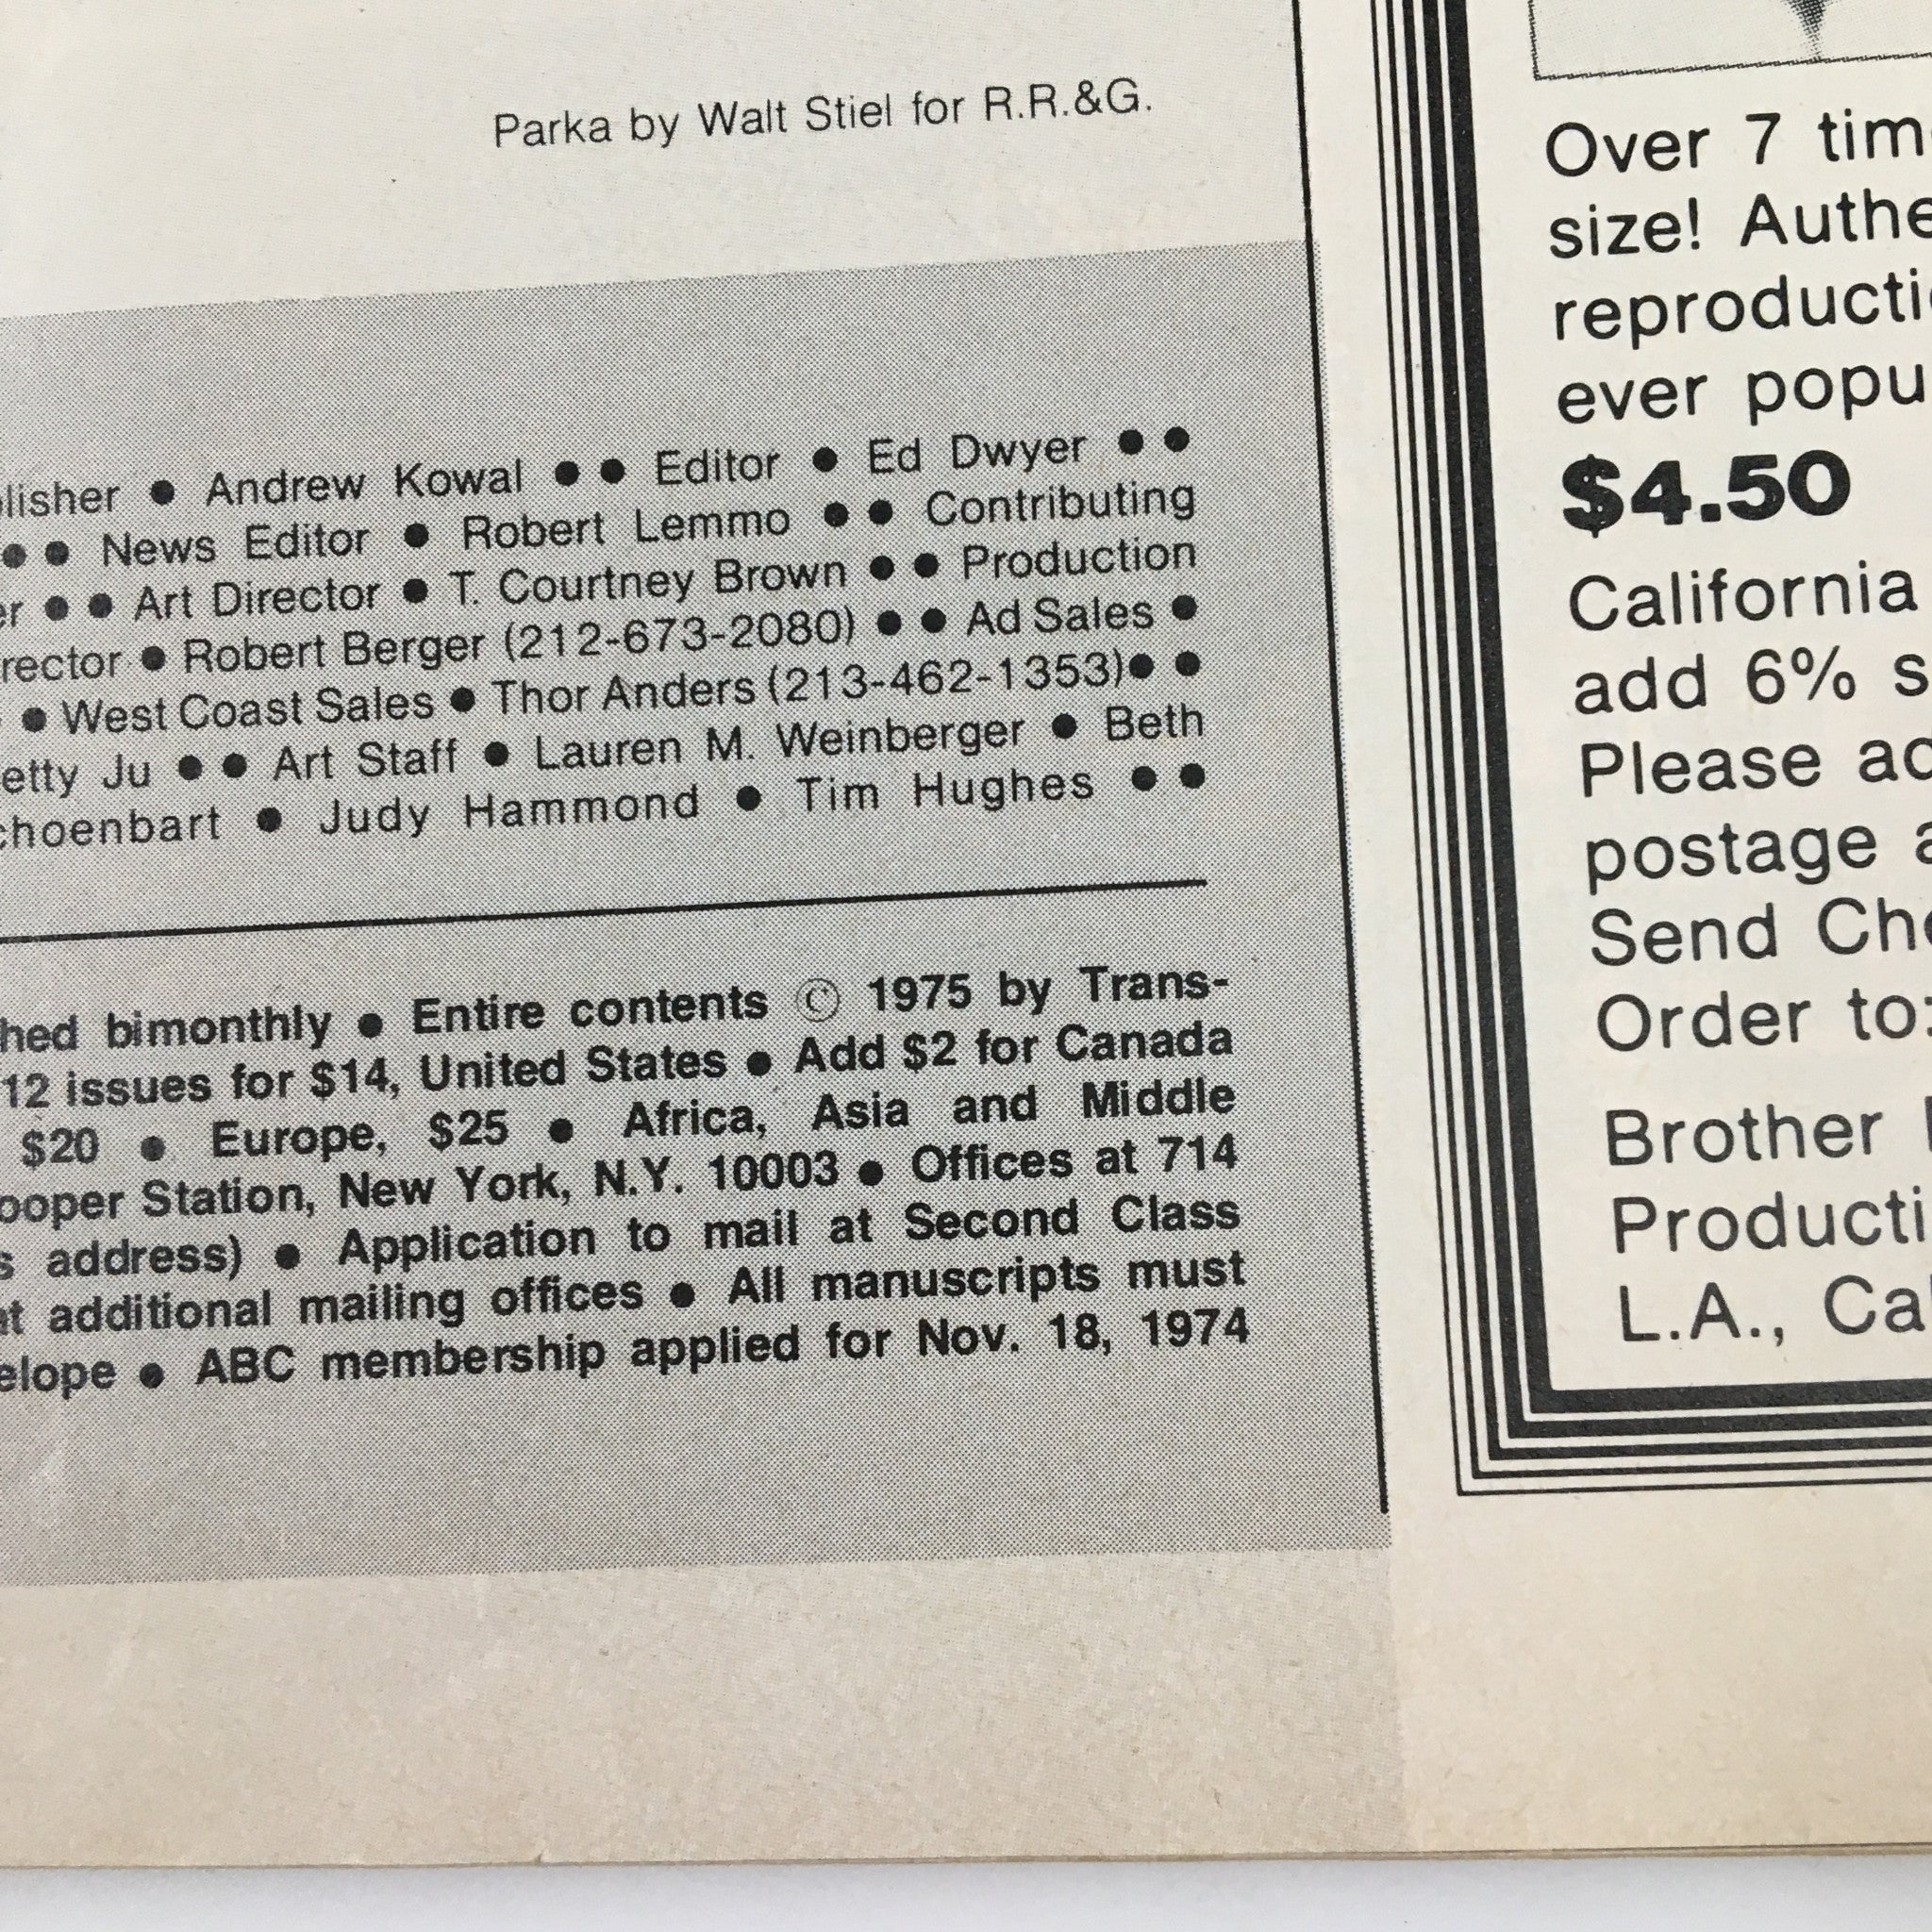 Parka by Walt Stiel for R.R.&G.
lisher ● Andrew Kowal ●● Editor ● Ed Dwyer ●●
●● News Editor ● Robert Lemmo ●● Contributing
er ●● Art Director ● T. Courtney Brown ●● Production
rector ● Robert Berger (212-673-2080) ●● Ad Sales ●
● West Coast Sales ● Thor Anders (213-462-1353)●●
etty Ju ●● Art Staff ● Lauren M. Weinberger ● Beth
choenbart ● Judy Hammond ● Tim Hughes ●●
hed bimonthly ● Entire contents © 1975 by Trans-
12 issues for $14, United States ● Add $2 for Canada
$20 ● Europe, $25 ● Africa, Asia and Middle
ooper Station, New York, N.Y. 10003 ● Offices at 714
s address) ● Application to mail at Second Class
at additional mailing offices ● All manuscripts must
elope ● ABC membership applied for Nov. 18, 1974
Over 7 tim
size! Authe
reproducti
ever popu
$4.50
California
add 6% s
Please ad
postage a
Send Che
Order to:
Brother
Producti
L.A., Ca